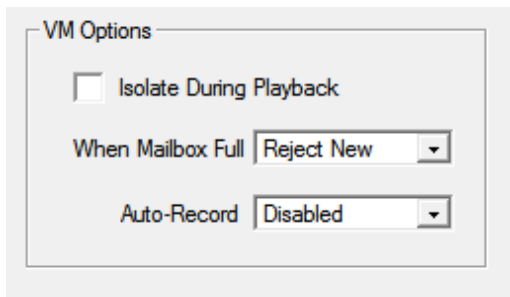 VM Options
Isolate During Playback
When Mailbox Full Reject New
Auto-Record Disabled